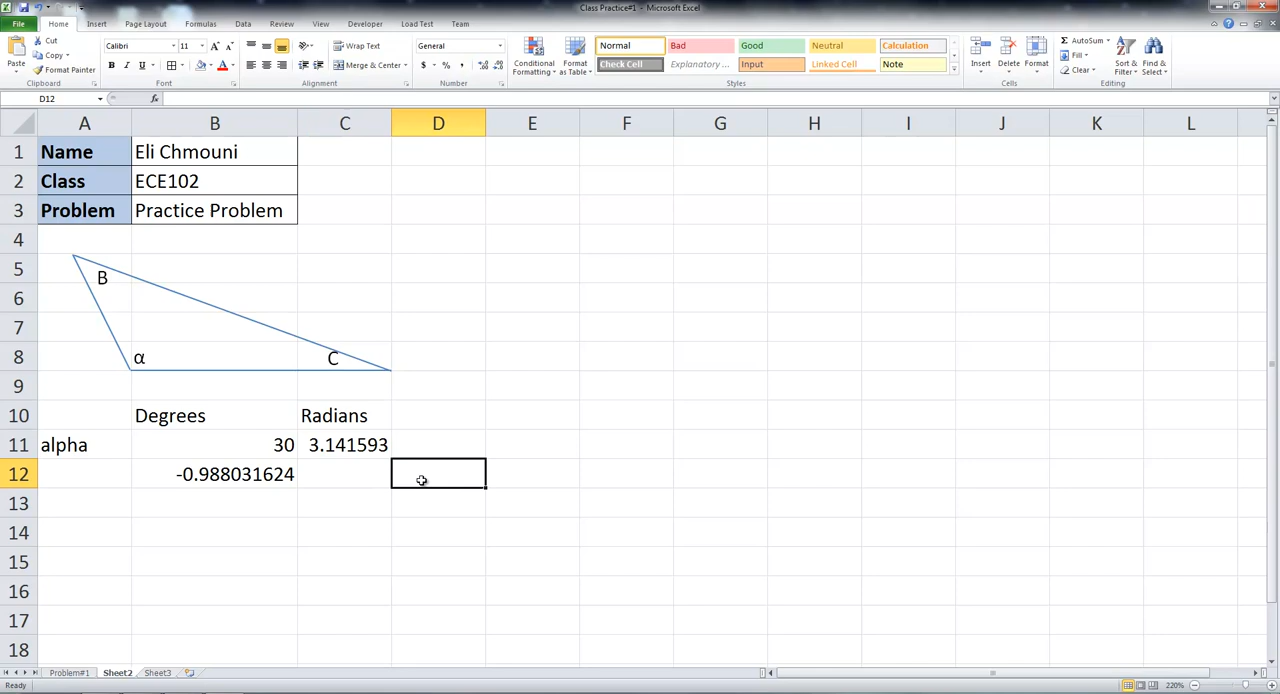 Class Practice#1 - Microsoft Excel
File Home Insert Page Layout Formulas Data Review View Developer Load Test Team
Paste
Cut
Copy
Format Painter
Clipboard
Calibri 11
B I U
Font
Wrap Text
Merge & Center
Alignment
General
$ % ,
Number
Conditional Formatting
Format as Table
Normal Bad Good Neutral Calculation
Check Cell Explanatory ... Input Linked Cell Note
Styles
Insert Delete Format
Cells
AutoSum
Fill
Clear
Sort & Filter
Find & Select
Editing
D12 fx
A B C D E F G H I J K L
1 Name Eli Chmouni
2 Class ECE102
3 Problem Practice Problem
4
5 B
6
7
8 α C
9
10 Degrees Radians
11 alpha 30 3.141593
12 -0.988031624
13
14
15
16
17
18
Problem#1 Sheet2 Sheet3
Ready 220%